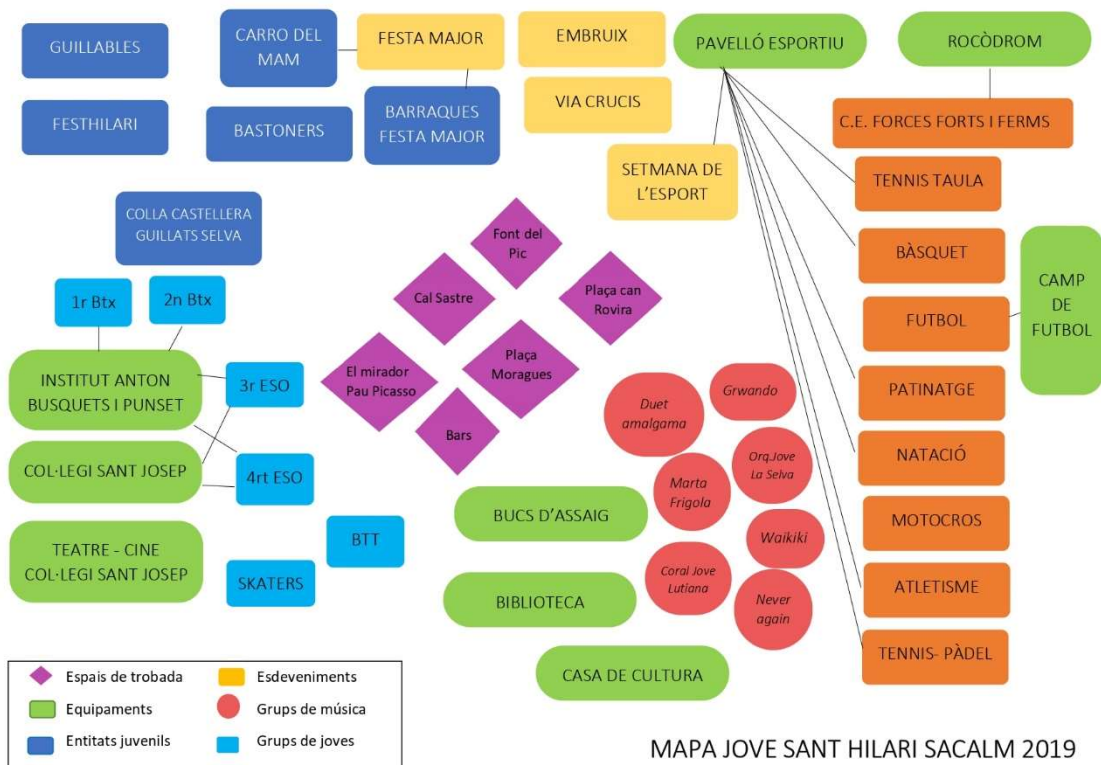 GUILLABLES
CARRO DEL
MAM
FESTA MAJOR
EMBRUIX
PAVELLÓ ESPORTIU
ROCÒDROM
FESTHILARI
BASTONERS
BARRAQUES
FESTA MAJOR
VIA CRUCIS
C.E. FORCES FORTS I FERMS
SETMANA DE
L'ESPORT
TENNIS TAULA
COLLA CASTELLERA
GUILLATS SELVA
Font del
Pic
BÀSQUET
CAMP
DE
FUTBOL
1r Btx
2n Btx
Cal Sastre
Plaça can
Rovira
FUTBOL
INSTITUT ANTON
BUSQUETS I PUNSET
3r ESO
El mirador
Pau Picasso
Plaça
Moragues
PATINATGE
Duet
amalgama
Grwando
Bars
COL·LEGI SANT JOSEP
4rt ESO
Marta
Frigola
Orq.Jove
La Selva
NATACIÓ
BUCS D'ASSAIG
MOTOCROS
TEATRE - CINE
COL·LEGI SANT JOSEP
BTT
Waikiki
SKATERS
Coral Jove
Lutiana
Never
again
BIBLIOTECA
ATLETISME
TENNIS- PÀDEL
CASA DE CULTURA
Espais de trobada
Esdeveniments
Equipaments
Grups de música
Entitats juvenils
Grups de joves
MAPA JOVE SANT HILARI SACALM 2019